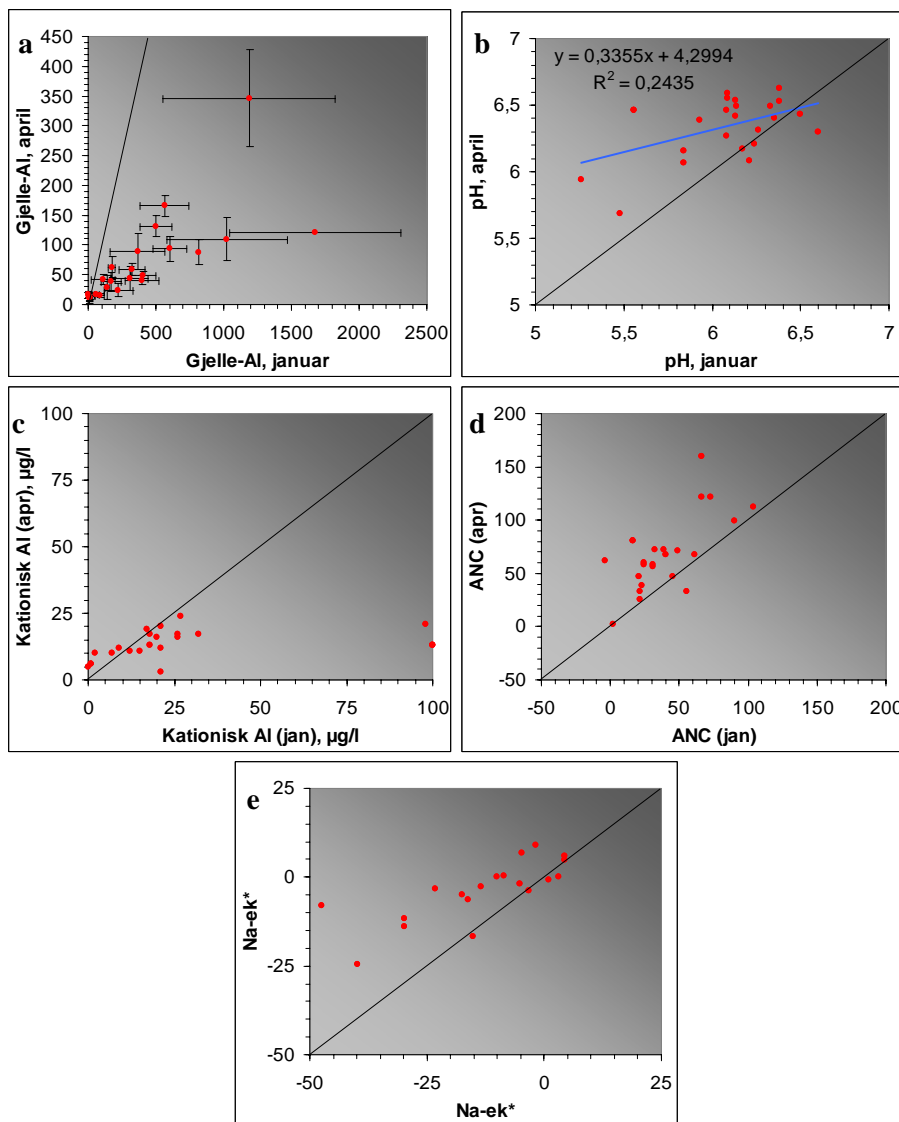 a
450
400
350
300
250
200
150
100
50
0
Gjelle-Al, april
0 500 1000 1500 2000 2500
Gjelle-Al, januar
b
y = 0,3355x + 4,2994
R2 = 0,2435
7
6,5
6
5,5
5
pH, april
5 5,5 6 6,5 7
pH, januar
c
100
75
50
25
0
Kationisk Al (apr), µg/l
0 25 50 75 100
Kationisk Al (jan), µg/l
d
200
150
100
50
0
-50
ANC (apr)
-50 0 50 100 150 200
ANC (jan)
e
25
0
-25
-50
Na-ek*
-50 -25 0 25
Na-ek*